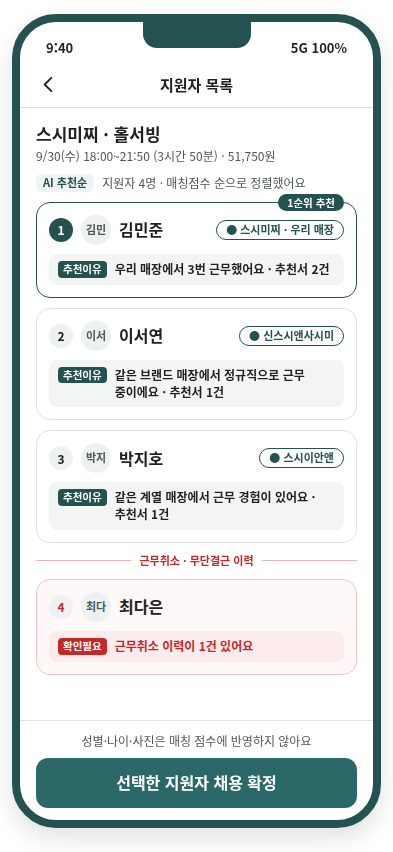 9:40
5G 100%
지원자 목록
스시미찌 · 홀서빙
9/30(수) 18:00~21:50 (3시간 50분) · 51,750원
AI 추천순 지원자 4명 · 매칭점수 순으로 정렬했어요
1순위 추천
1 김민 김민준 스시미찌 · 우리 매장
추천이유 우리 매장에서 3번 근무했어요 · 추천서 2건
2 이서 이서연 신스시앤사시미
추천이유 같은 브랜드 매장에서 정규직으로 근무
중이에요 · 추천서 1건
3 박지 박지호 스시이안앤
추천이유 같은 계열 매장에서 근무 경험이 있어요 ·
추천서 1건
근무취소 · 무단결근 이력
4 최다 최다은
확인필요 근무취소 이력이 1건 있어요
성별·나이·사진은 매칭 점수에 반영하지 않아요
선택한 지원자 채용 확정